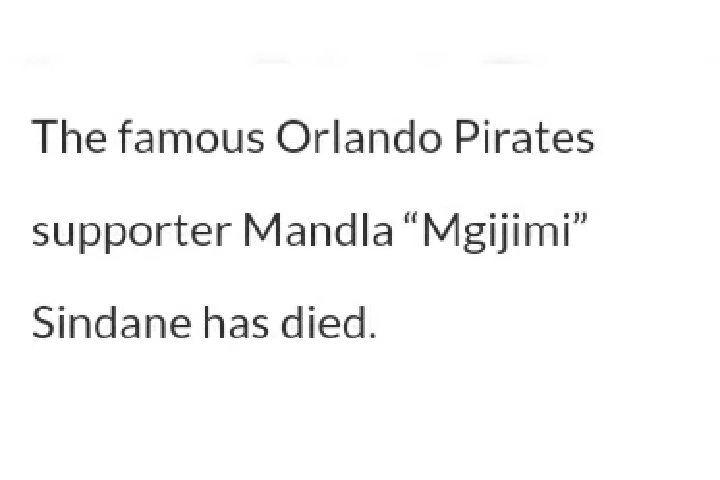 The famous Orlando Pirates
supporter Mandla “Mgijimi”
Sindane has died.